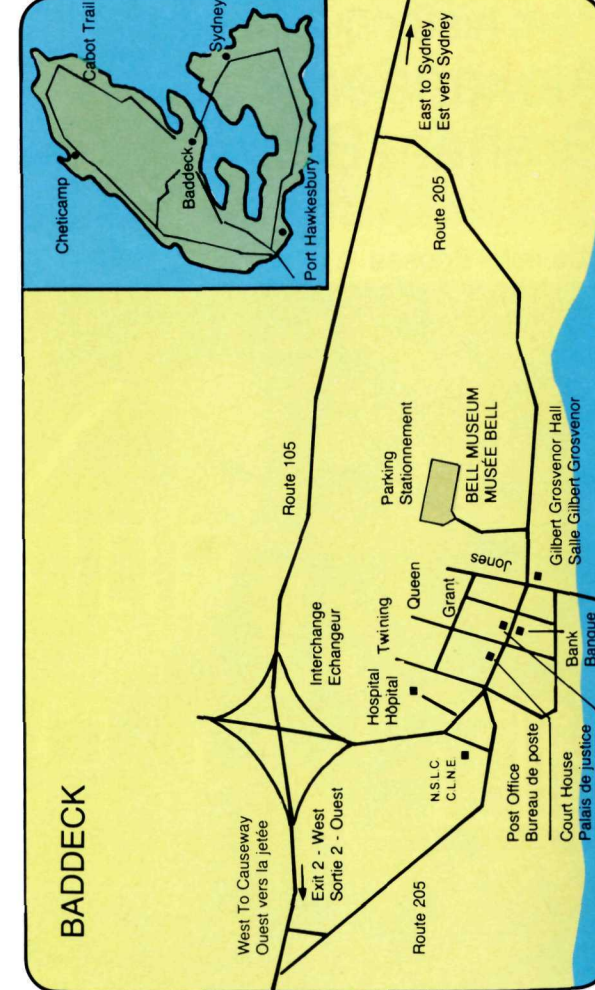 BADDECK
Cheticamp
Cabot Trail
Baddeck
Sydney
Port Hawkesbury
West To Causeway
Ouest vers la jetée
Exit 2 - West
Sortie 2 - Ouest
Route 205
Interchange
Echangeur
Route 105
East to Sydney
Est vers Sydney
Route 205
Parking
Stationnement
BELL MUSEUM
MUSÉE BELL
Hospital
Hôpital
Twining
Queen
Grant
Jones
N.S.L.C.
C.L.N.E.
Gilbert Grosvenor Hall
Salle Gilbert Grosvenor
Post Office
Bureau de poste
Court House
Palais de justice
Bank
Banque